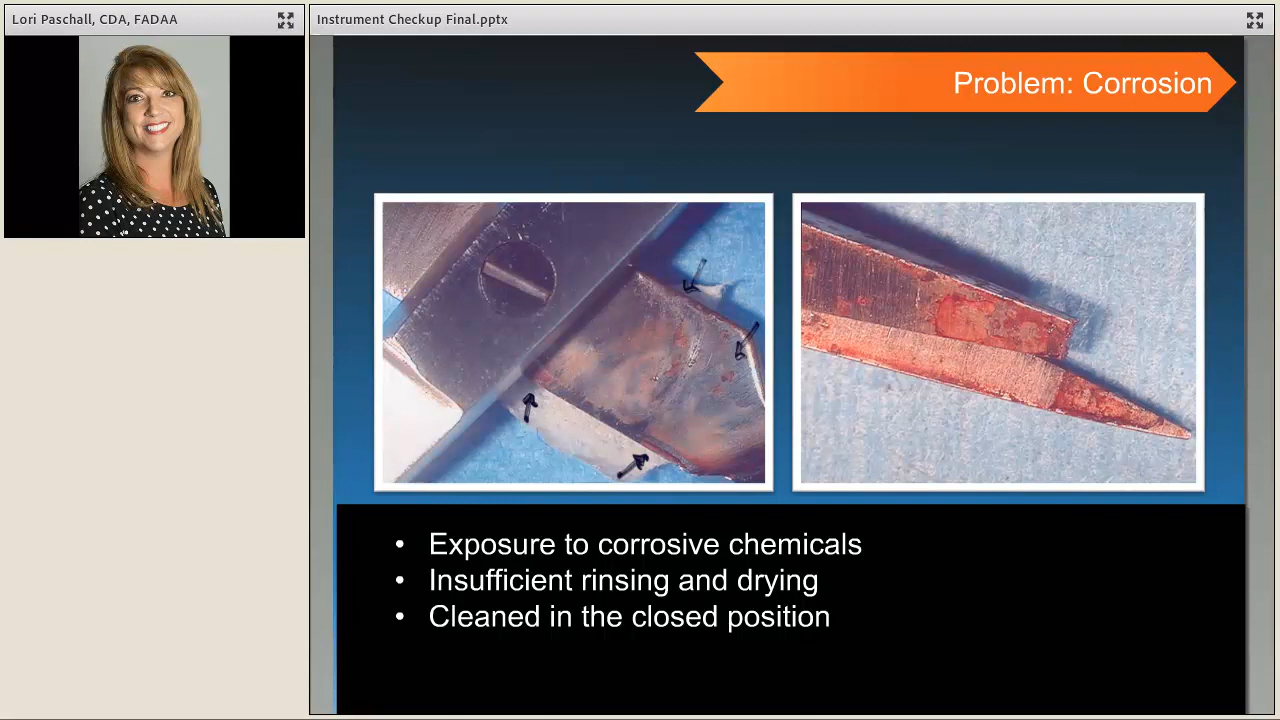 Lori Paschall, CDA, FADAA
Instrument Checkup Final.pptx
Problem: Corrosion
• Exposure to corrosive chemicals
• Insufficient rinsing and drying
• Cleaned in the closed position